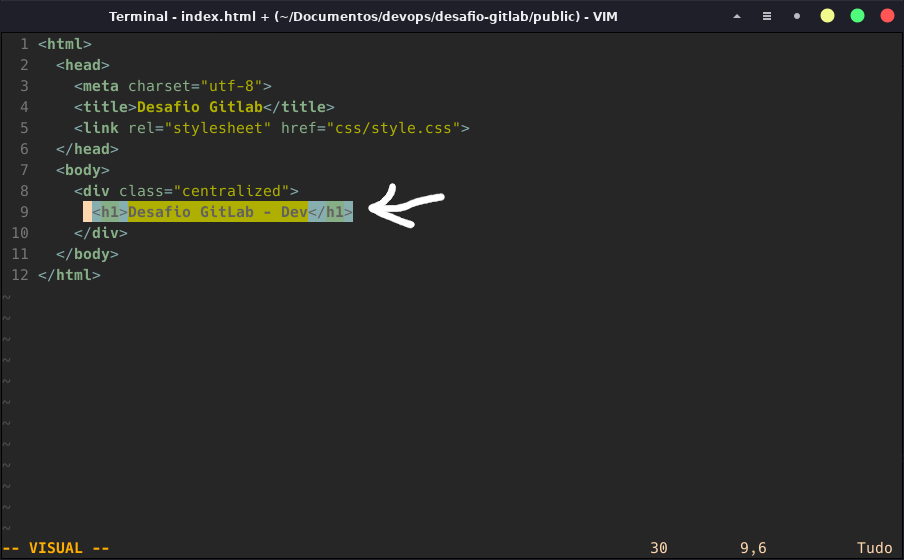 Terminal - index.html + (~/Documentos/devops/desafio-gitlab/public) - VIM
1 <html>
2   <head>
3     <meta charset="utf-8">
4     <title>Desafio Gitlab</title>
5     <link rel="stylesheet" href="css/style.css">
6   </head>
7   <body>
8     <div class="centralized">
9       <h1>Desafio GitLab - Dev</h1>
10     </div>
11   </body>
12 </html>
~
~
~
~
~
~
~
~
~
~
~
~
-- VISUAL -- 30 9,6 Tudo